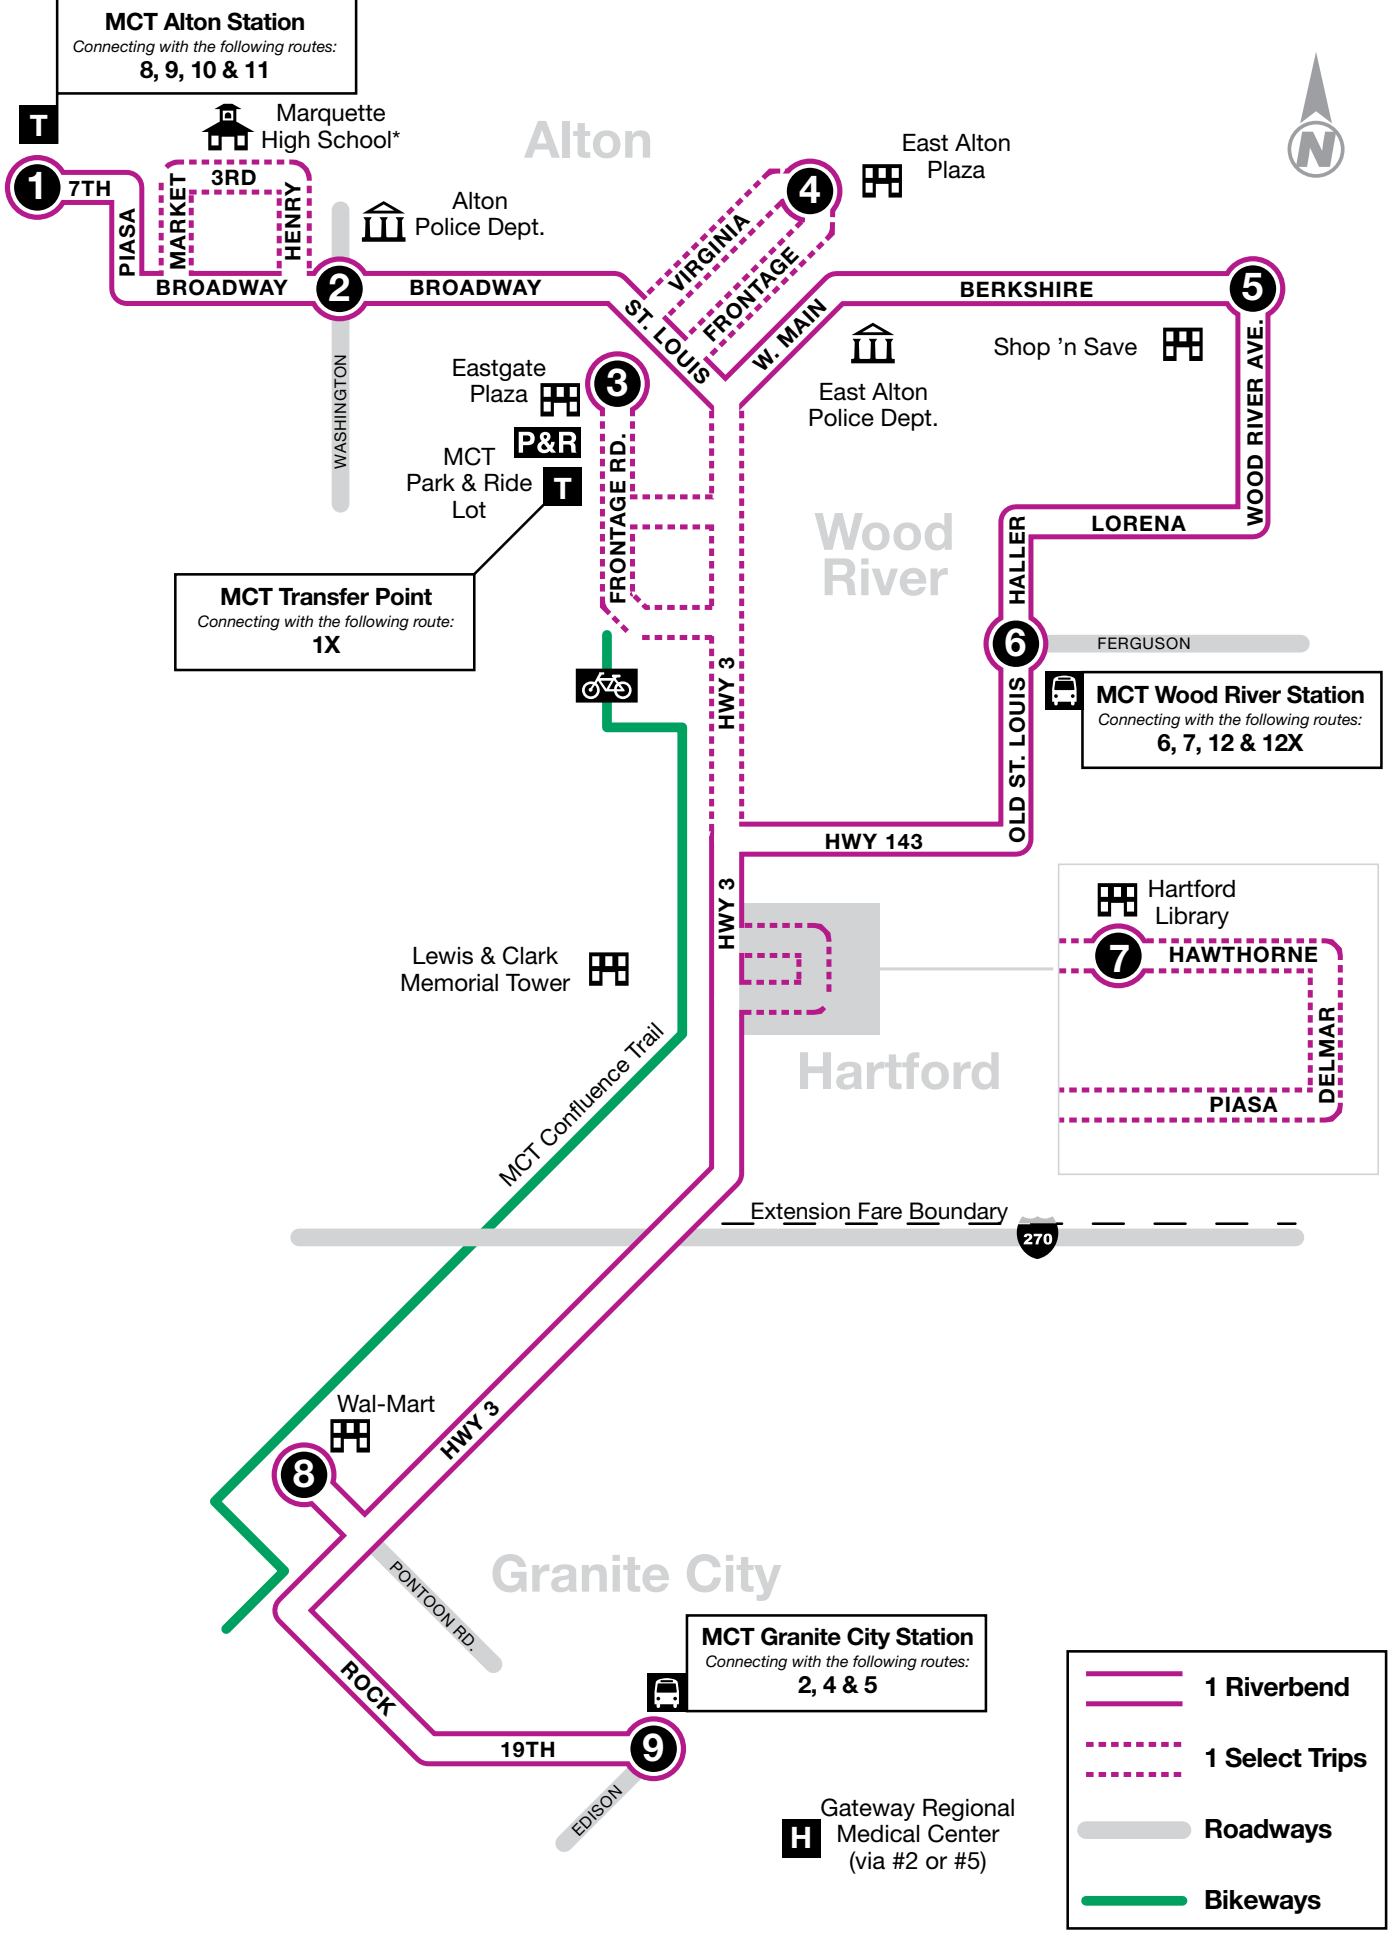 MCT Alton Station
Connecting with the following routes:
8, 9, 10 & 11
T
Marquette
High School*
Alton
East Alton
Plaza
N
1
7TH
PIASA
MARKET
3RD
HENRY
Alton
Police Dept.
4
VIRGINIA
FRONTAGE
BROADWAY
2
BROADWAY
ST. LOUIS
W. MAIN
BERKSHIRE
5
WASHINGTON
Eastgate
Plaza
3
East Alton
Police Dept.
Shop 'n Save
WOOD RIVER AVE.
P&R
MCT
Park & Ride
Lot
T
FRONTAGE RD.
Wood
River
LORENA
HALLER
MCT Transfer Point
Connecting with the following route:
1X
6
FERGUSON
HWY 3
OLD ST. LOUIS
MCT Wood River Station
Connecting with the following routes:
6, 7, 12 & 12X
HWY 143
HWY 3
Hartford
Library
7
HAWTHORNE
DELMAR
PIASA
Lewis & Clark
Memorial Tower
Hartford
MCT Confluence Trail
Extension Fare Boundary
270
Wal-Mart
8
HWY 3
PONTOON RD.
Granite City
ROCK
MCT Granite City Station
Connecting with the following routes:
2, 4 & 5
19TH
9
EDISON
H
Gateway Regional
Medical Center
(via #2 or #5)
1 Riverbend
1 Select Trips
Roadways
Bikeways